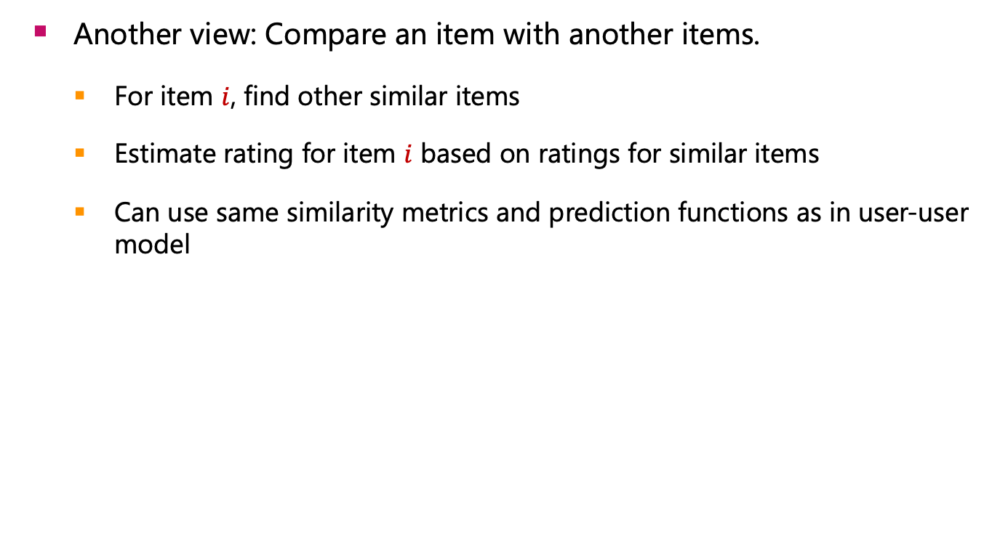 Another view: Compare an item with another items.
For item i, find other similar items
Estimate rating for item i based on ratings for similar items
Can use same similarity metrics and prediction functions as in user-user
model